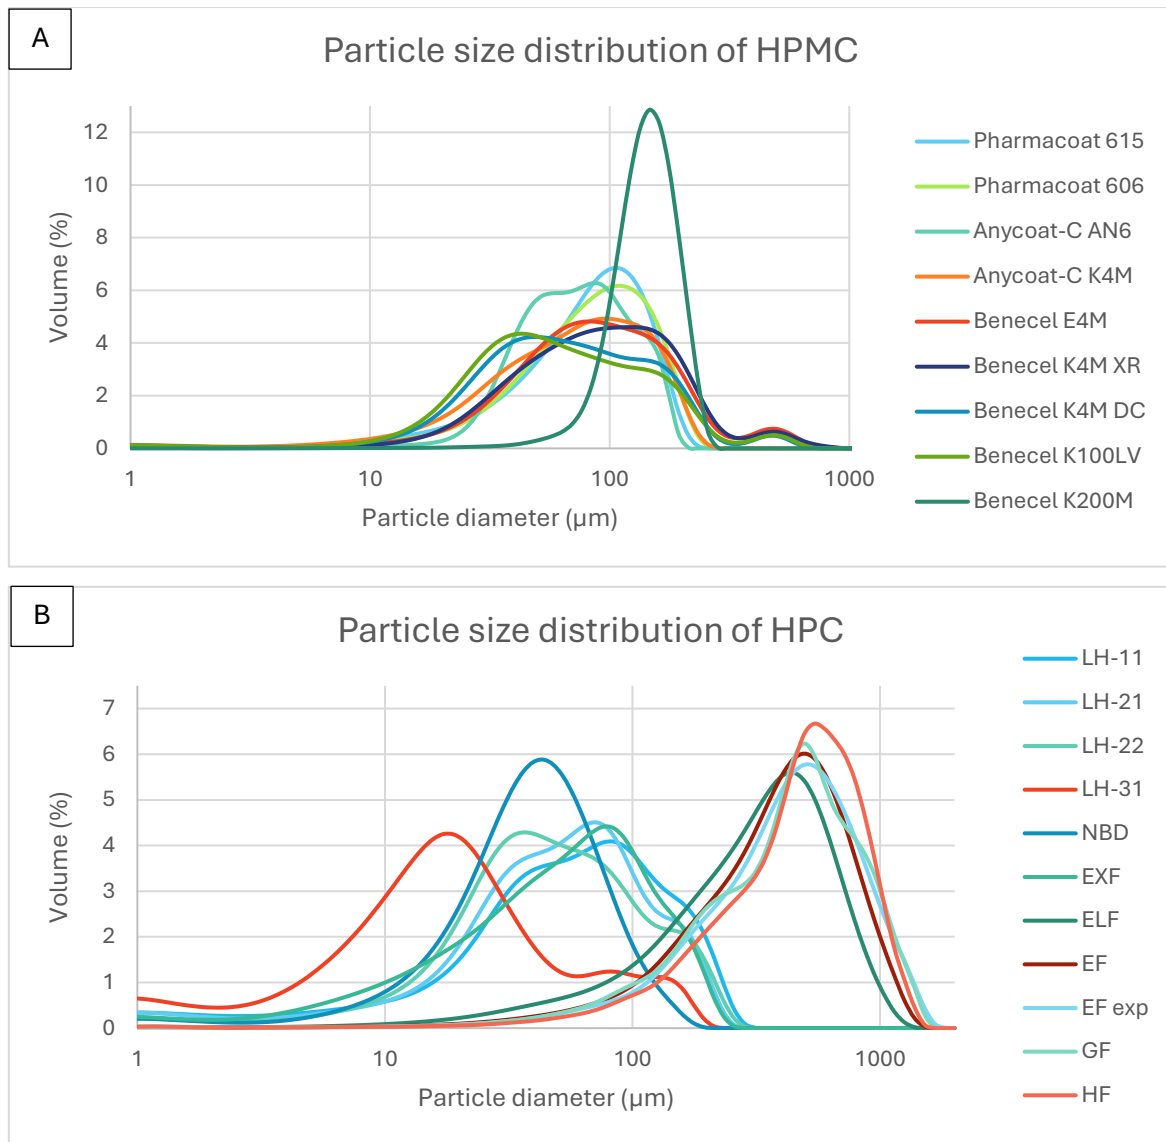 A
Particle size distribution of HPMC
Volume (%)
12
10
8
6
4
2
0
1
10
100
1000
Particle diameter (µm)
Pharmacoat 615
Pharmacoat 606
Anycoat-C AN6
Anycoat-C K4M
Benecel E4M
Benecel K4M XR
Benecel K4M DC
Benecel K100LV
Benecel K200M
B
Particle size distribution of HPC
Volume (%)
7
6
5
4
3
2
1
0
1
10
100
1000
Particle diameter (µm)
LH-11
LH-21
LH-22
LH-31
NBD
EXF
ELF
EF
EF exp
GF
HF